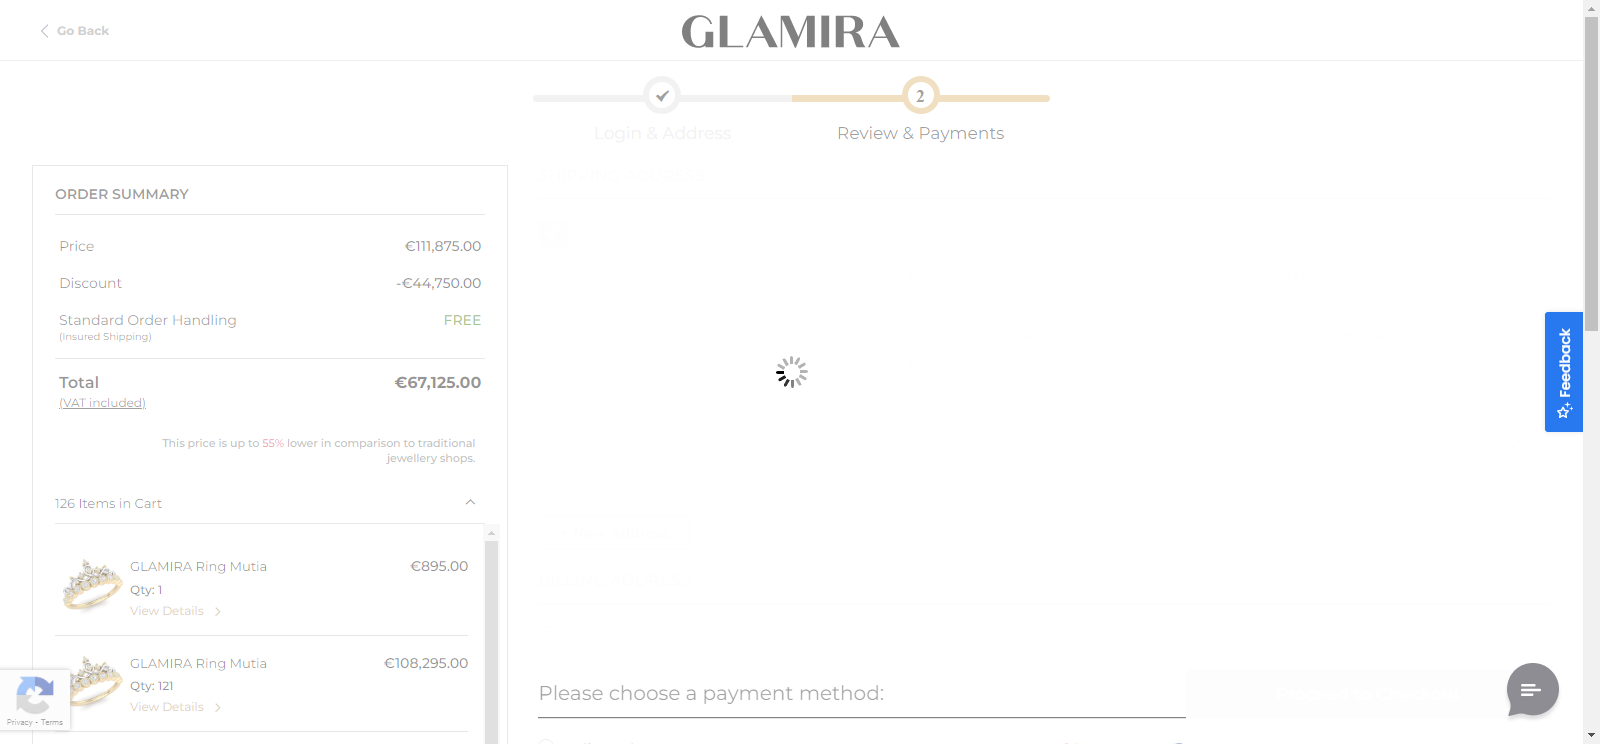 Go Back
GLAMIRA
2
Login & Address
Review & Payments
ORDER SUMMARY
Price €111,875.00
Discount -€44,750.00
Standard Order Handling FREE
(Insured Shipping)
Total €67,125.00
(VAT included)
This price is up to 55% lower in comparison to traditional
jewellery shops.
126 Items in Cart
GLAMIRA Ring Mutia €895.00
Qty: 1
View Details
GLAMIRA Ring Mutia €108,295.00
Qty: 121
View Details
Privacy - Terms
Please choose a payment method:
Feedback